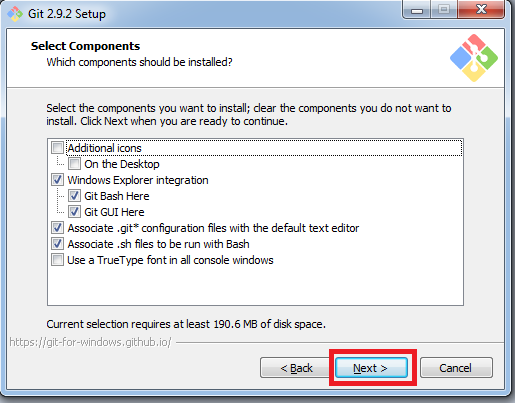 Git 2.9.2 Setup
Select Components
Which components should be installed?
Select the components you want to install; clear the components you do not want to
install. Click Next when you are ready to continue.
Additional icons
On the Desktop
Windows Explorer integration
Git Bash Here
Git GUI Here
Associate .git* configuration files with the default text editor
Associate .sh files to be run with Bash
Use a TrueType font in all console windows
Current selection requires at least 190.6 MB of disk space.
https://git-for-windows.github.io/
< Back
Next >
Cancel